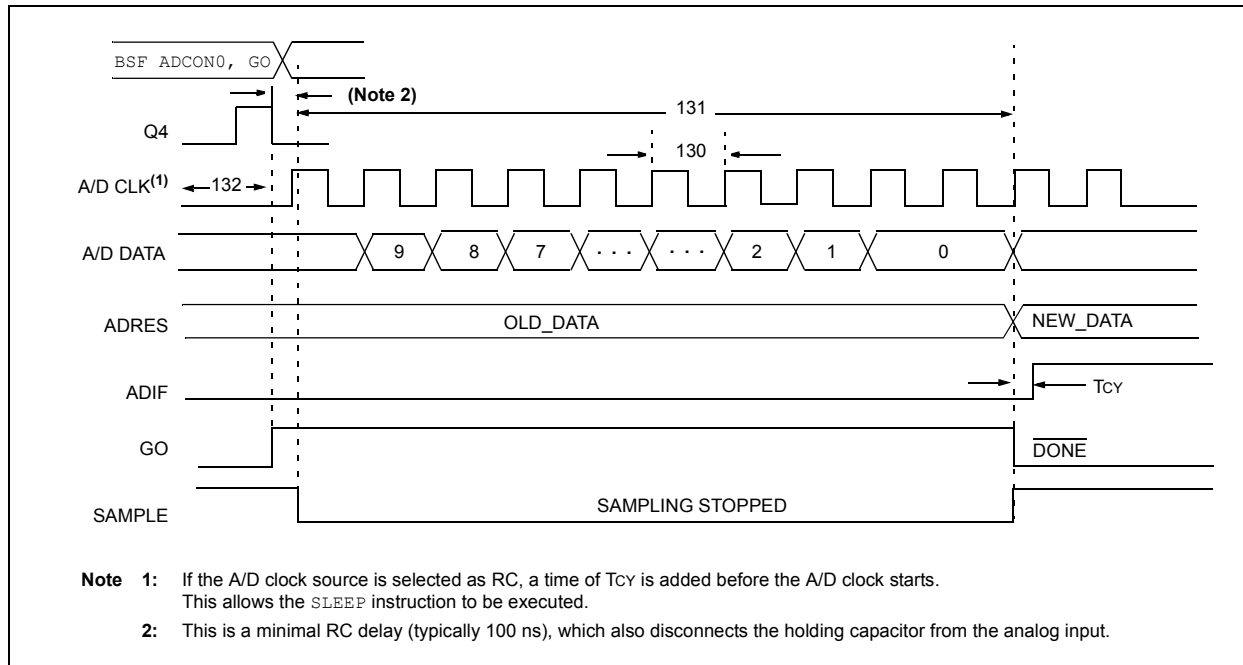 BSF ADCON0, GO
(Note 2)
131
Q4
130
A/D CLK(1)
132
A/D DATA
9 8 7 . . . . . . 2 1 0
ADRES
OLD_DATA
NEW_DATA
ADIF
TCY
GO
DONE
SAMPLE
SAMPLING STOPPED
Note 1: If the A/D clock source is selected as RC, a time of TCY is added before the A/D clock starts.
This allows the SLEEP instruction to be executed.
2: This is a minimal RC delay (typically 100 ns), which also disconnects the holding capacitor from the analog input.